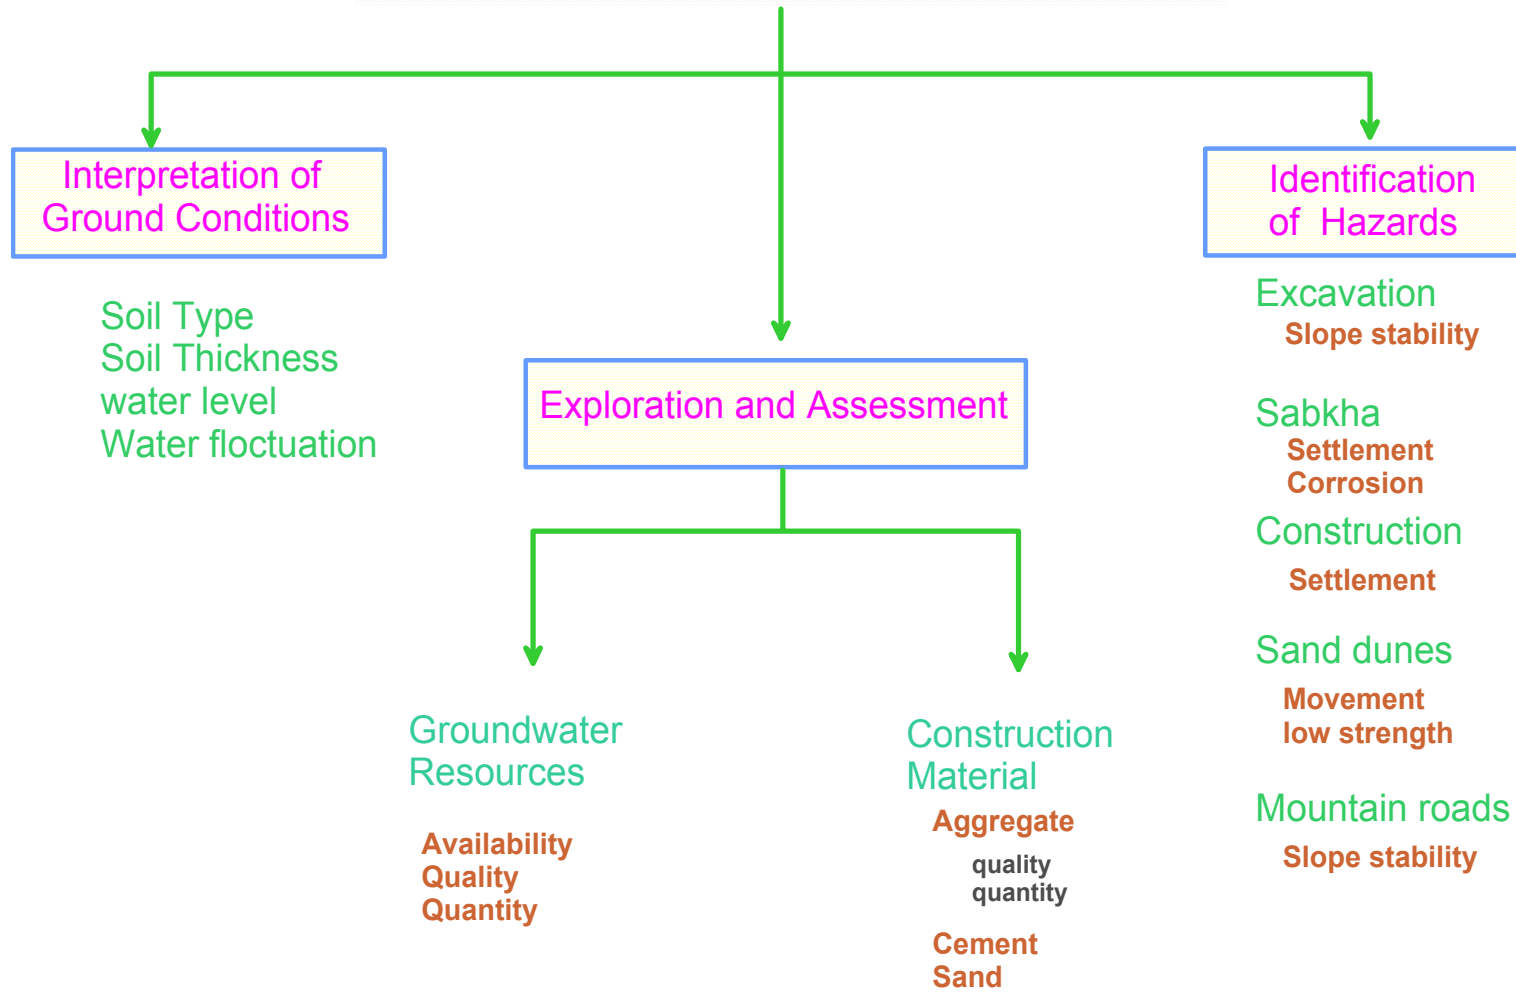 Interpretation of
Ground Conditions
Soil Type
Soil Thickness
water level
Water floctuation
Exploration and Assessment
Groundwater
Resources
Availability
Quality
Quantity
Construction
Material
Aggregate
quality
quantity
Cement
Sand
Identification
of Hazards
Excavation
Slope stability
Sabkha
Settlement
Corrosion
Construction
Settlement
Sand dunes
Movement
low strength
Mountain roads
Slope stability